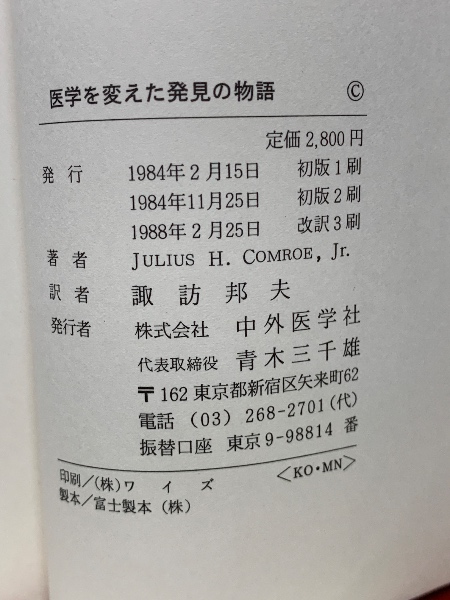 医学を変えた発見の物語 ©
定価 2,800 円
発行 1984年2月15日 初版1刷
1984年11月25日 初版2刷
1988年2月25日 改訳3刷
著者 JULIUS H. COMROE, Jr.
訳者 諏訪邦夫
発行者 株式会社 中外医学社
代表取締役 青木三千雄
〒162 東京都新宿区矢来町62
電話 (03) 268-2701(代)
振替口座 東京9-98814 番
印刷/(株)ワイズ <KO・MN>
製本/富士製本(株)